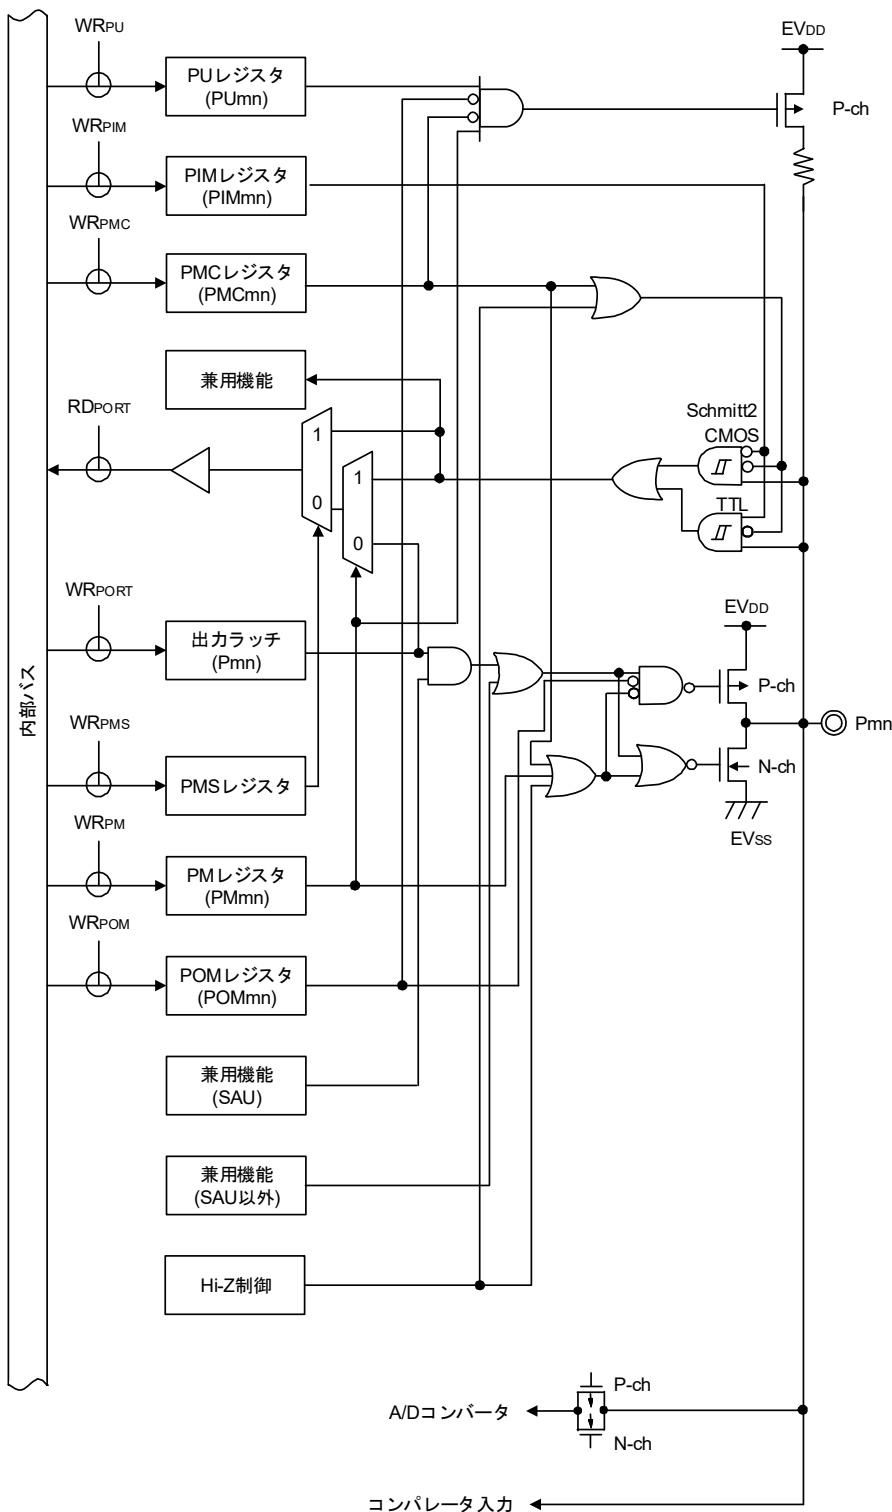 WRPU
PUレジスタ
(PUmn)
EVDD
P-ch
WRPIM
PIMレジスタ
(PIMmn)
WRPMC
PMCレジスタ
(PMCmn)
兼用機能
RDPORT
1
0
1
0
Schmitt2
CMOS
TTL
WRPORT
出力ラッチ
(Pmn)
EVDD
P-ch
Pmn
N-ch
EVSS
内部バス
WRPMS
PMSレジスタ
WRPM
PMレジスタ
(PMmn)
WRPOM
POMレジスタ
(POMmn)
兼用機能
(SAU)
兼用機能
(SAU以外)
Hi-Z制御
P-ch
A/Dコンバータ
N-ch
コンパレータ入力